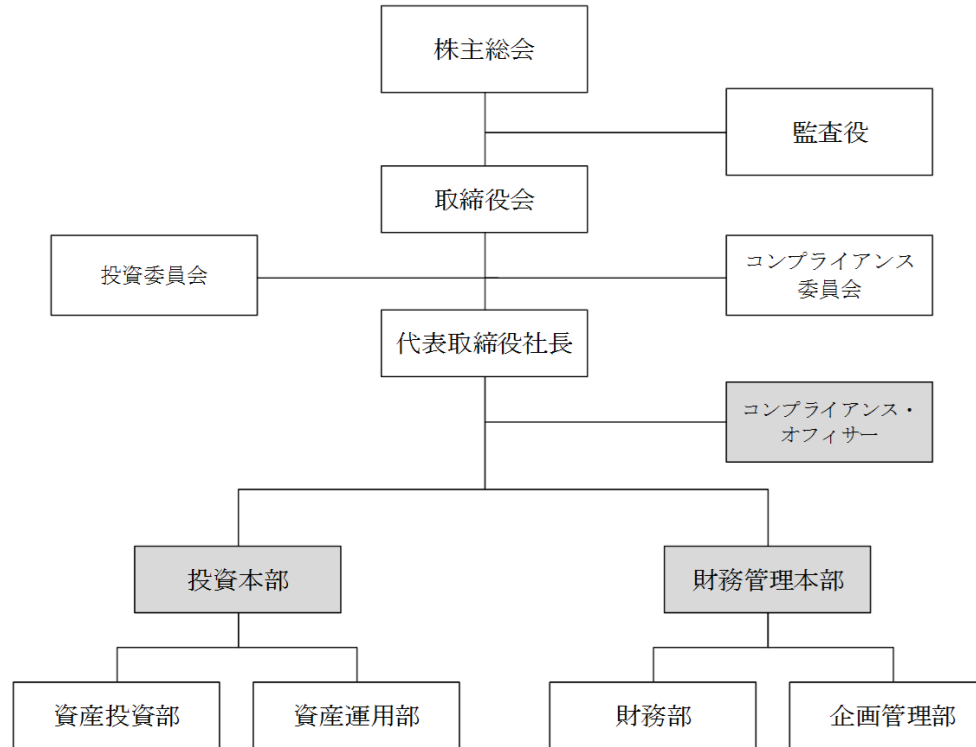 株主総会
監査役
取締役会
投資委員会
コンプライアンス
委員会
代表取締役社長
コンプライアンス・
オフィサー
投資本部
財務管理本部
資産投資部
資産運用部
財務部
企画管理部